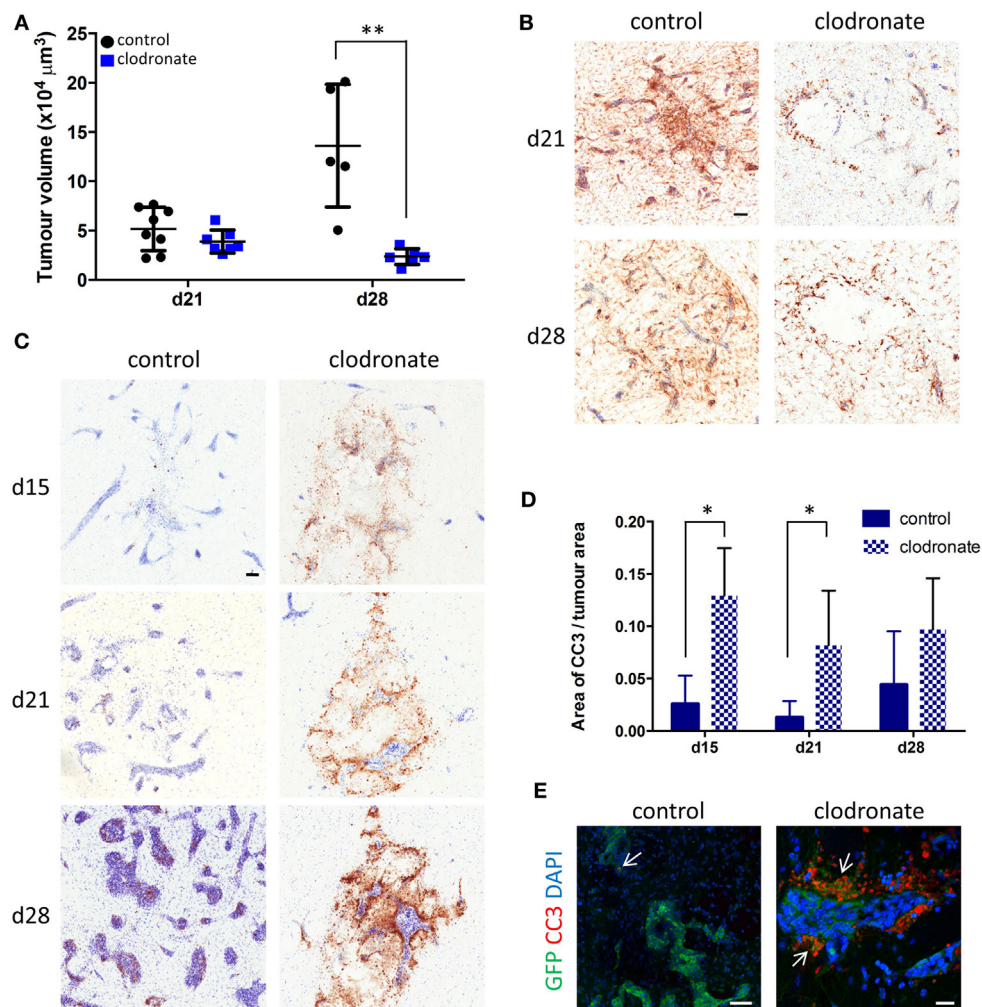 A
control
clodronate
**
Tumour volume (x10⁴ µm³)
25
20
15
10
5
0
d21
d28
B
control
clodronate
d21
d28
C
control
clodronate
d15
d21
d28
D
*
*
control
clodronate
Area of CC3 / tumour area
0.20
0.15
0.10
0.05
0.00
d15
d21
d28
E
control
clodronate
GFP CC3 DAPI